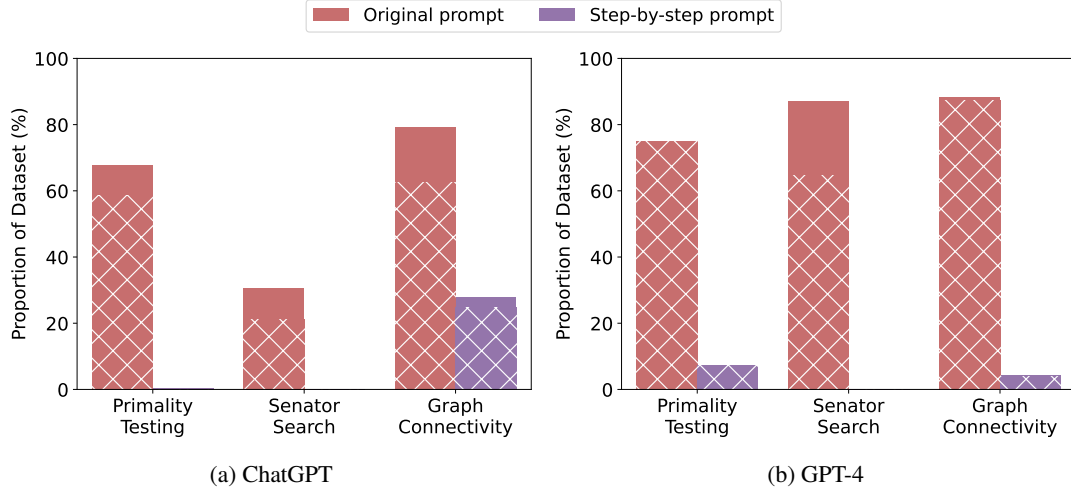 Original prompt
Step-by-step prompt
Proportion of Dataset (%)
100
80
60
40
20
0
Primality
Testing
Senator
Search
Graph
Connectivity
(a) ChatGPT
Proportion of Dataset (%)
100
80
60
40
20
0
Primality
Testing
Senator
Search
Graph
Connectivity
(b) GPT-4